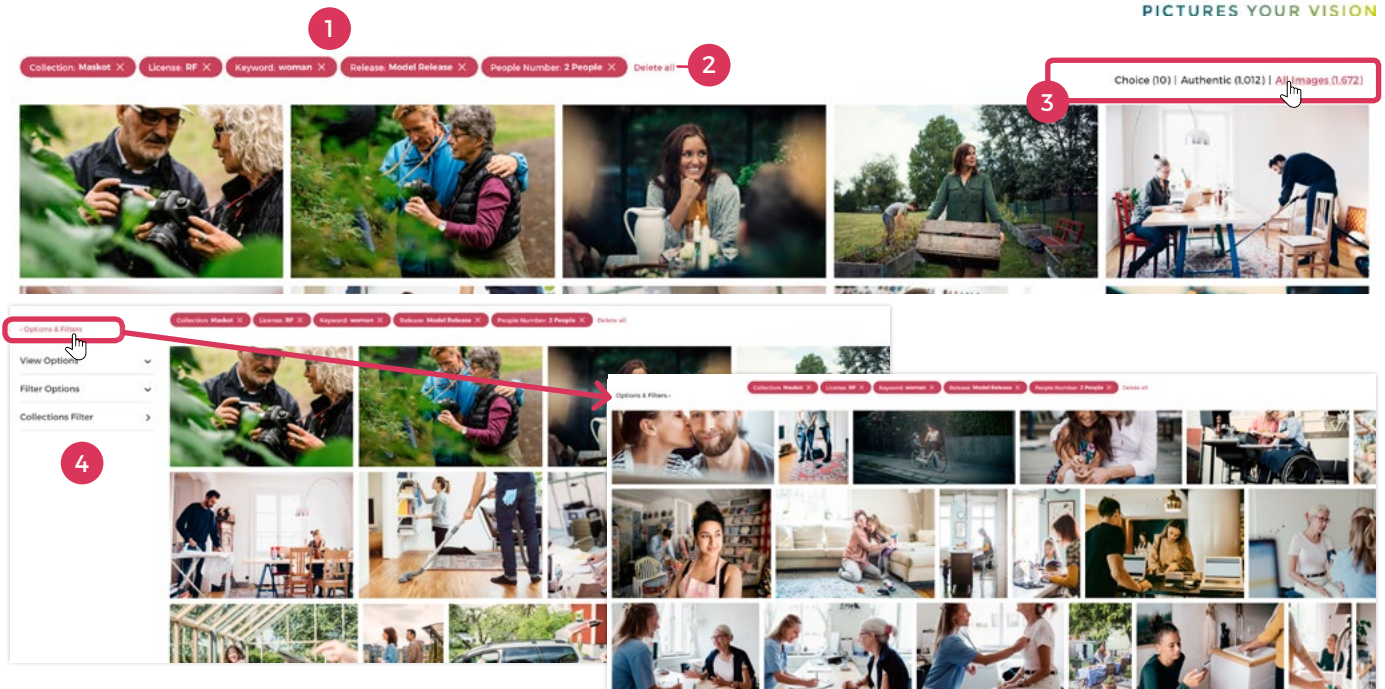 PICTURES YOUR VISION
1
Collection: Maskot X License: RF X Keyword: woman X Release: Model Release X People Number: 2 People X Delete all
2
Choice (10) | Authentic (1.012) | All Images (1.672)
3
‹ Options & Filters
Collection: Maskot X License: RF X Keyword: woman X Release: Model Release X People Number: 2 People X Delete all
View Options
Filter Options
Collections Filter
4
Options & Filters ›
Collection: Maskot X License: RF X Keyword: woman X Release: Model Release X People Number: 2 People X Delete all